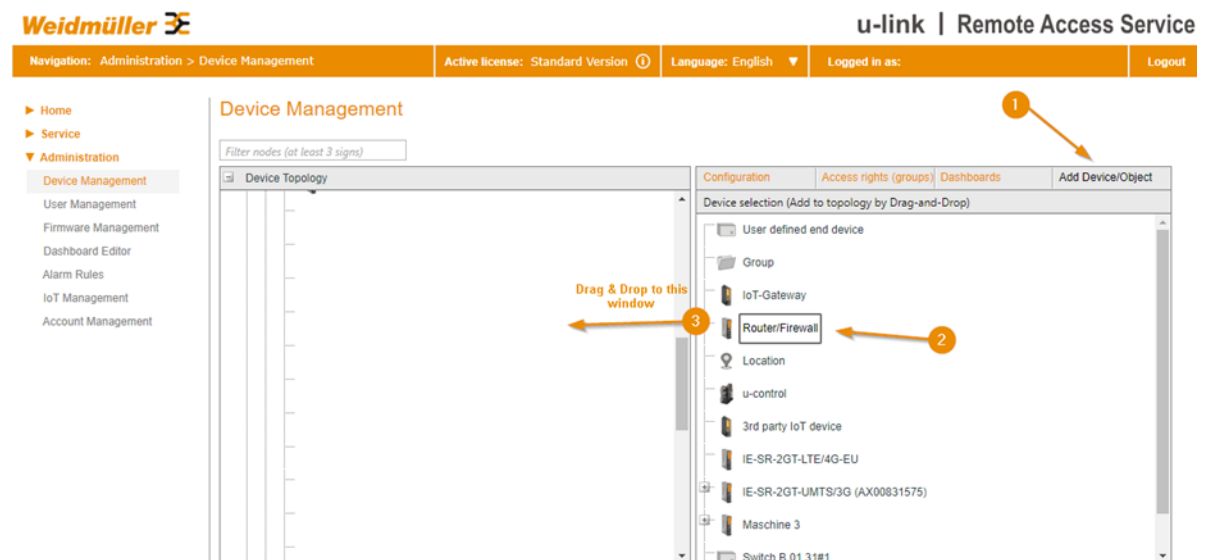 Weidmüller
u-link | Remote Access Service
Navigation: Administration > Device Management
Active license: Standard Version
Language: English ▼
Logged in as:
Logout
Home
Service
Administration
Device Management
User Management
Firmware Management
Dashboard Editor
Alarm Rules
IoT Management
Account Management
Device Management
Filter nodes (at least 3 signs)
Device Topology
Drag & Drop to this
window
3
1
Configuration
Access rights (groups)
Dashboards
Add Device/Object
Device selection (Add to topology by Drag-and-Drop)
User defined end device
Group
IoT-Gateway
Router/Firewall
2
Location
u-control
3rd party IoT device
IE-SR-2GT-LTE/4G-EU
IE-SR-2GT-UMTS/3G (AX00831575)
Maschine 3
Switch B.01.31#1